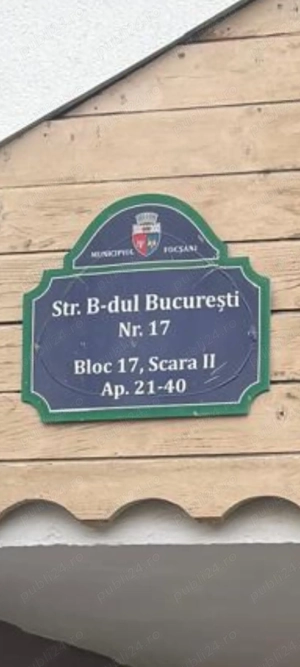 MUNICIPIUL FOCȘANI
Str. B-dul București
Nr. 17
Bloc 17, Scara II
Ap. 21-40